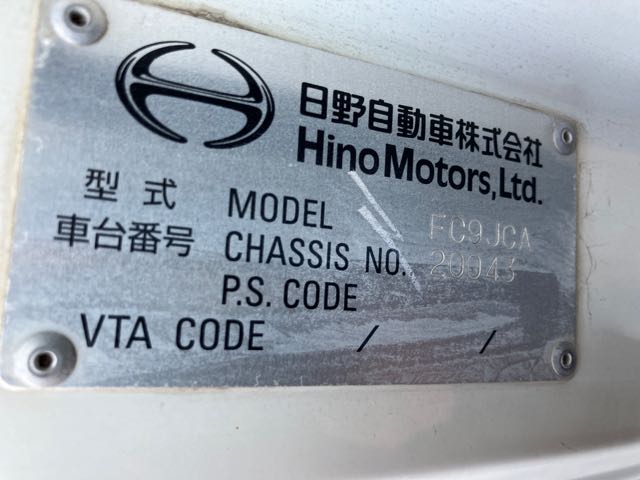 日野自動車株式会社
Hino Motors, Ltd.
型式 MODEL FC9JCA
車台番号 CHASSIS NO. 20043
P.S. CODE
VTA CODE / /